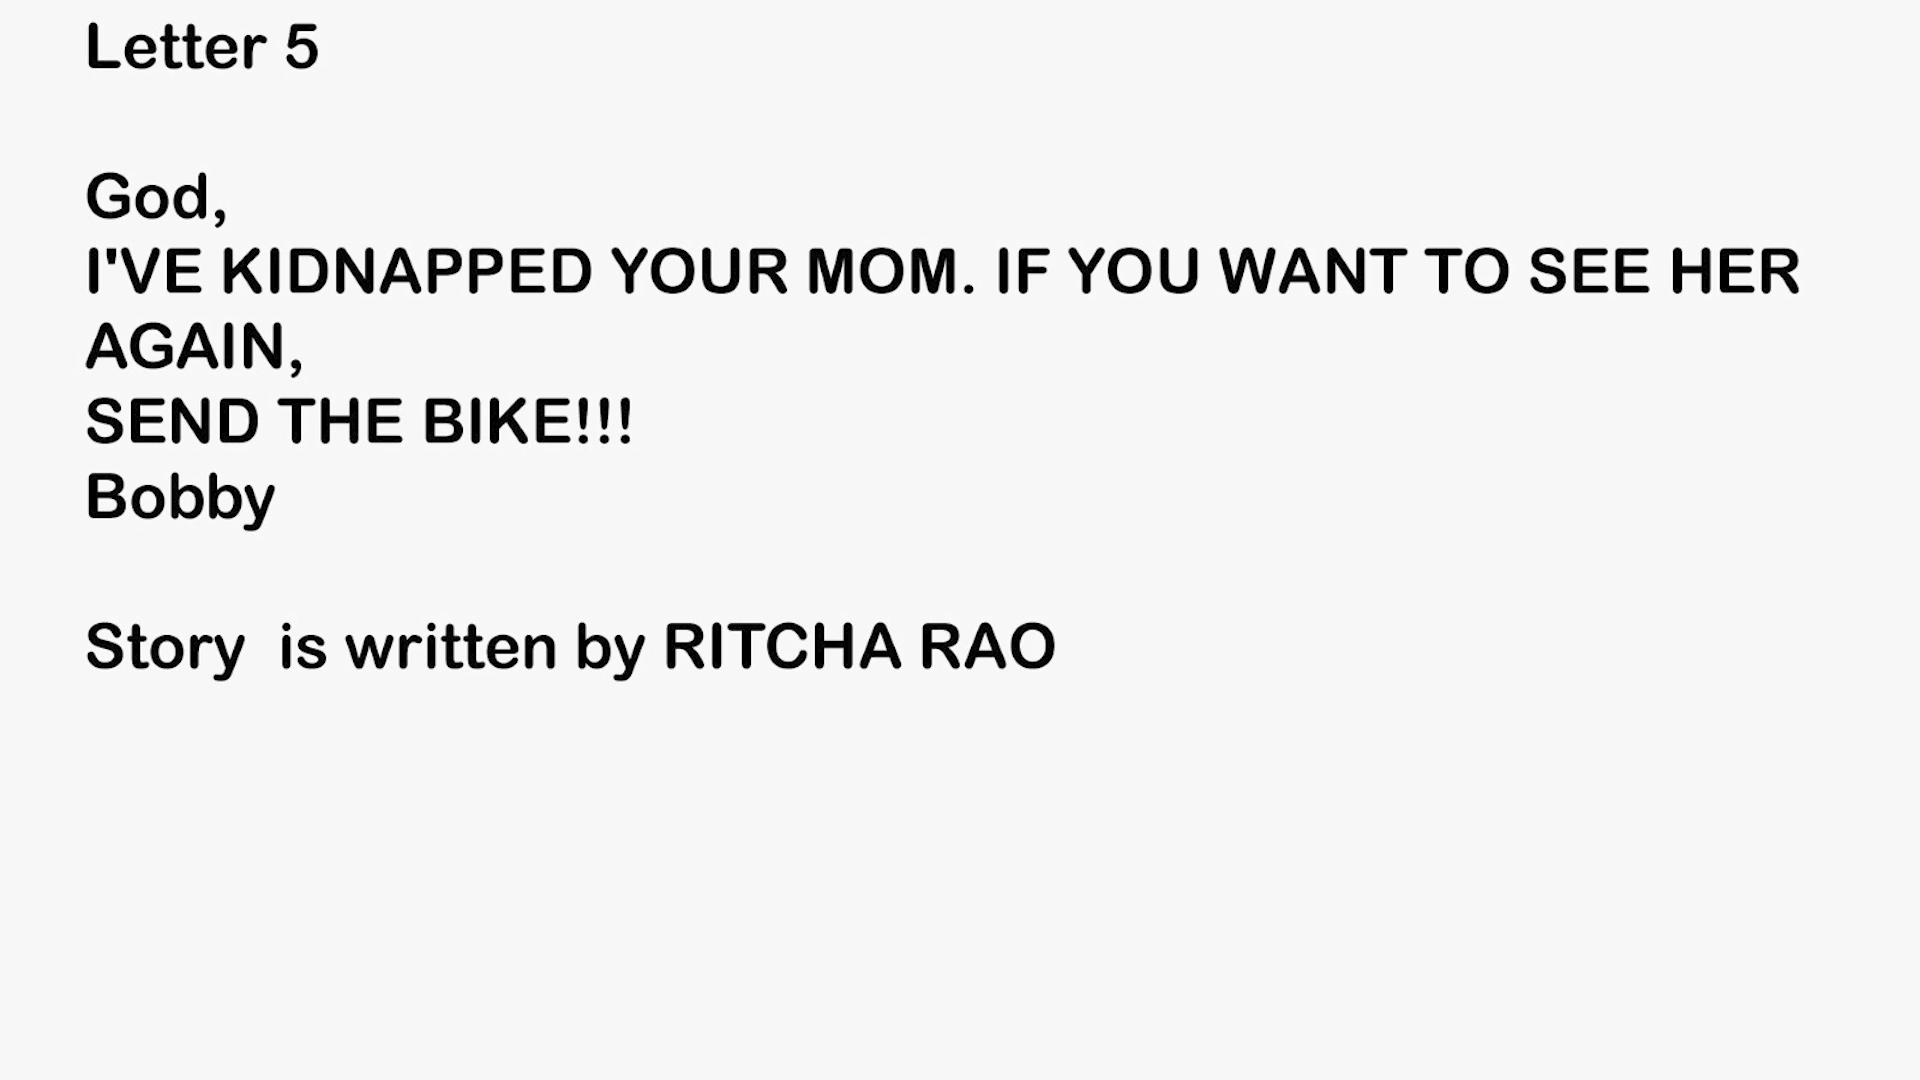 Letter 5
God,
I'VE KIDNAPPED YOUR MOM. IF YOU WANT TO SEE HER
AGAIN,
SEND THE BIKE!!!
Bobby
Story  is written by RITCHA RAO